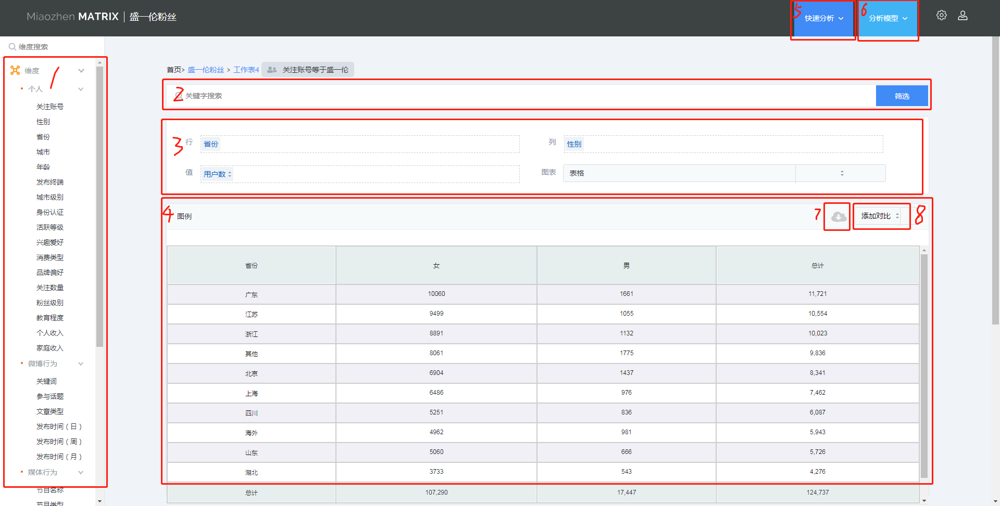 Miaozhen MATRIX | 盛一伦粉丝
5 快速分析
6 分析模型
维度搜索
1
维度
个人
关注账号
性别
省份
城市
年龄
发布终端
城市级别
身份认证
活跃等级
兴趣爱好
消费类型
品牌偏好
关注数量
粉丝级别
教育程度
个人收入
家庭收入
微博行为
关键词
参与话题
文章类型
发布时间（日）
发布时间（周）
发布时间（月）
媒体行为
节目名称
节目类型
首页> 盛一伦粉丝 > 工作表4 关注账号等于盛一伦
2 关键字搜索 筛选
3 行 省份 列 性别
值 用户数 图表 表格
4 图例 7 添加对比 8
省份 女 男 总计
广东 10060 1661 11,721
江苏 9499 1055 10,554
浙江 8891 1132 10,023
其他 8061 1775 9,836
北京 6904 1437 8,341
上海 6486 976 7,462
四川 5251 836 6,087
海外 4962 981 5,943
山东 5060 666 5,726
湖北 3733 543 4,276
总计 107,290 17,447 124,737